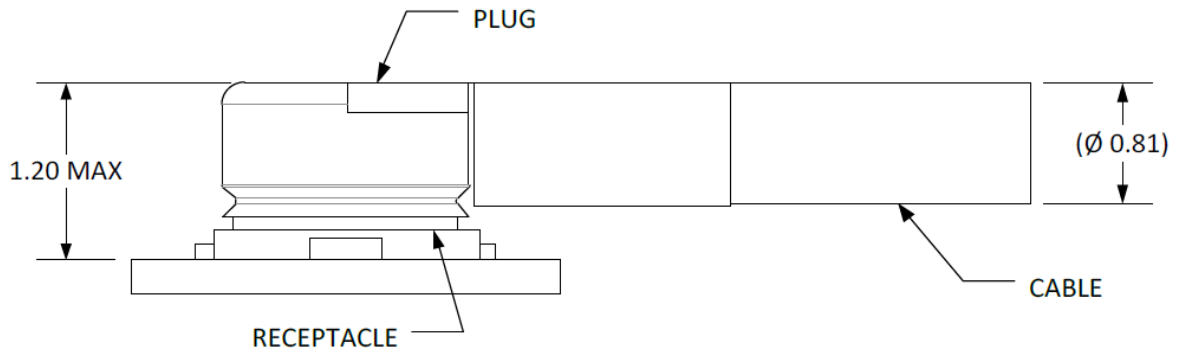 PLUG
1.20 MAX
(Ø 0.81)
CABLE
RECEPTACLE